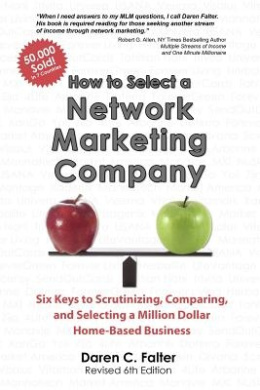 "When I need answers to my MLM questions, I call Daren Falter.
His book is required reading for those seeking another
stream of income through network marketing."
Robert G. Allen, NY Times Bestselling Author
Multiple Streams of Income
and One Minute Millionaire
50,000
Sold!
in 7 Countries
How to Select a
Network
Marketing
Company
Six Keys to Scrutinizing, Comparing,
and Selecting a Million Dollar
Home-Based Business
Daren C. Falter
Revised 6th Edition